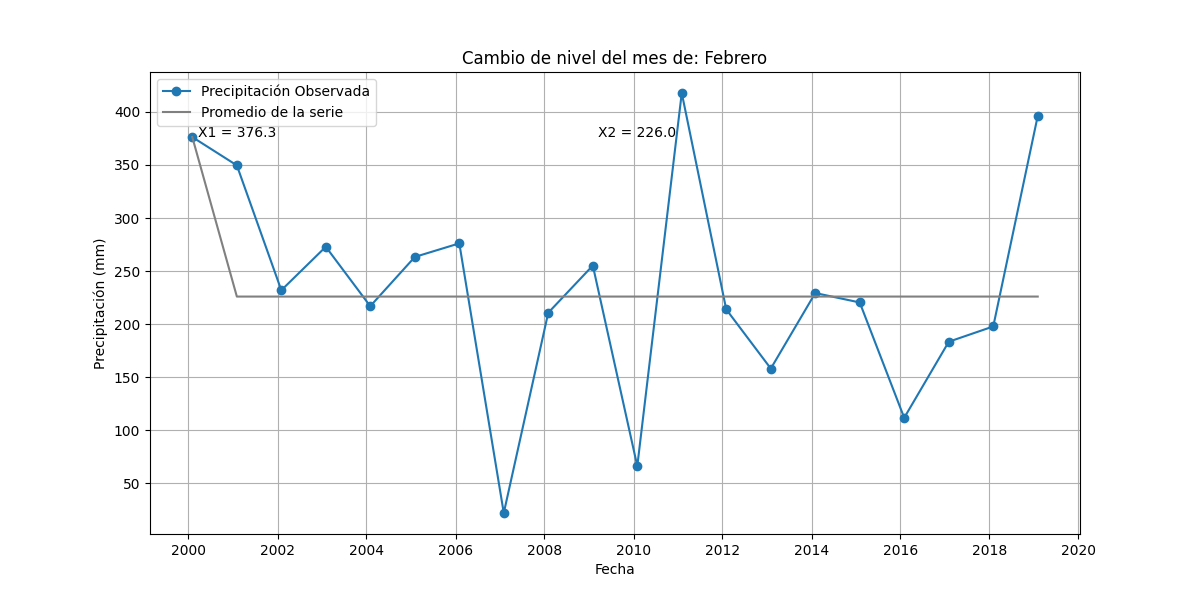 Cambio de nivel del mes de: Febrero
Precipitación Observada
Promedio de la serie
X1 = 376.3
X2 = 226.0
Precipitación (mm)
400
350
300
250
200
150
100
50
2000 2002 2004 2006 2008 2010 2012 2014 2016 2018 2020
Fecha